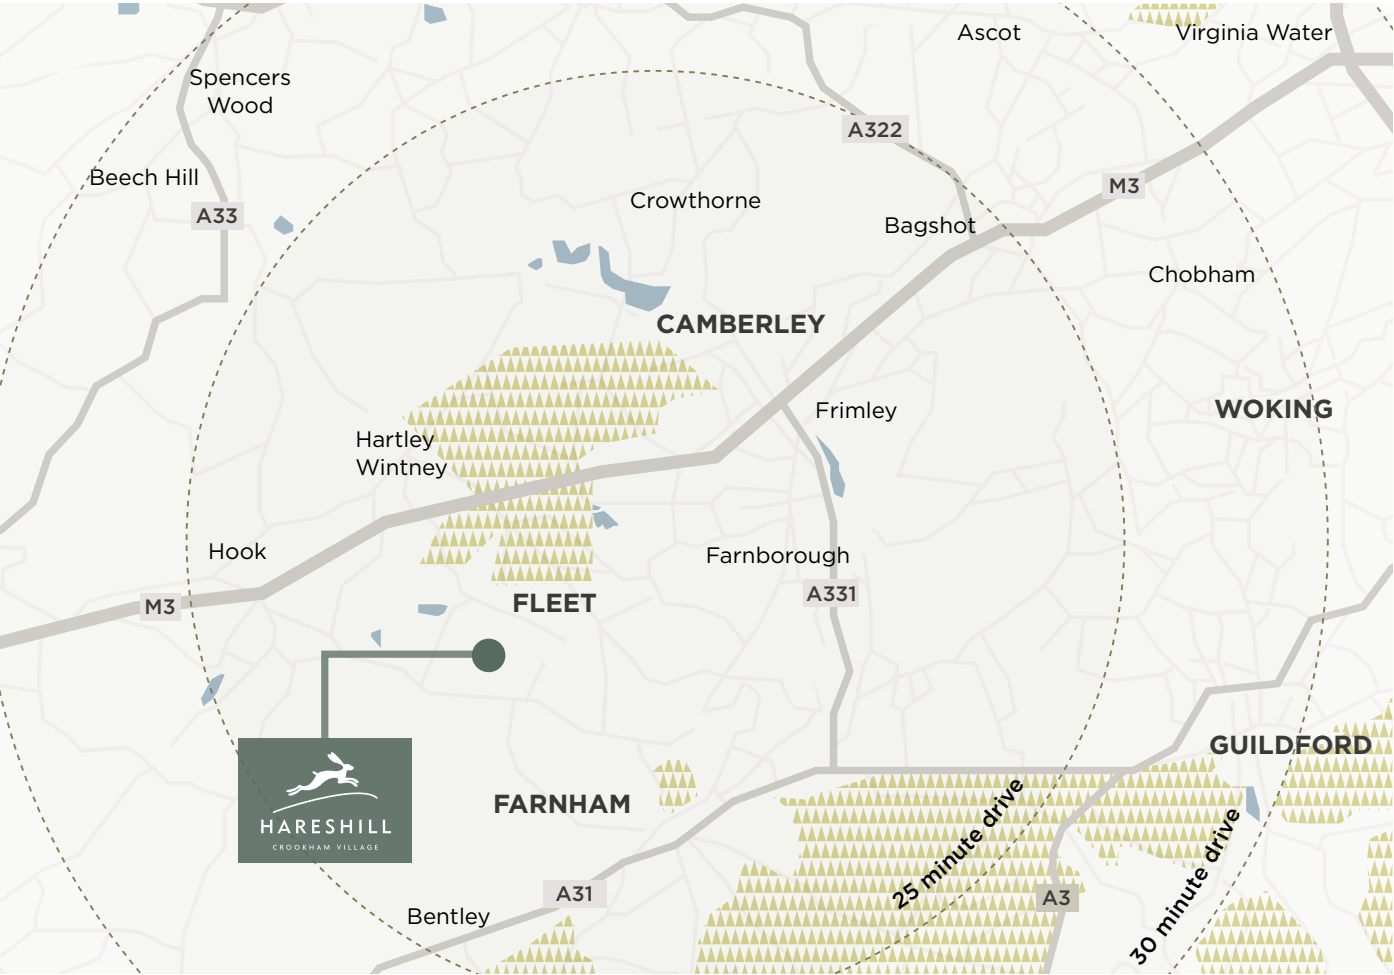 Ascot
Virginia Water
Spencers
Wood
A322
Beech Hill
M3
Crowthorne
A33
Bagshot
Chobham
CAMBERLEY
Frimley
WOKING
Hartley
Wintney
Hook
Farnborough
A331
FLEET
M3
GUILDFORD
FARNHAM
HARESHILL
CROOKHAM VILLAGE
25 minute drive
30 minute drive
A31
A3
Bentley